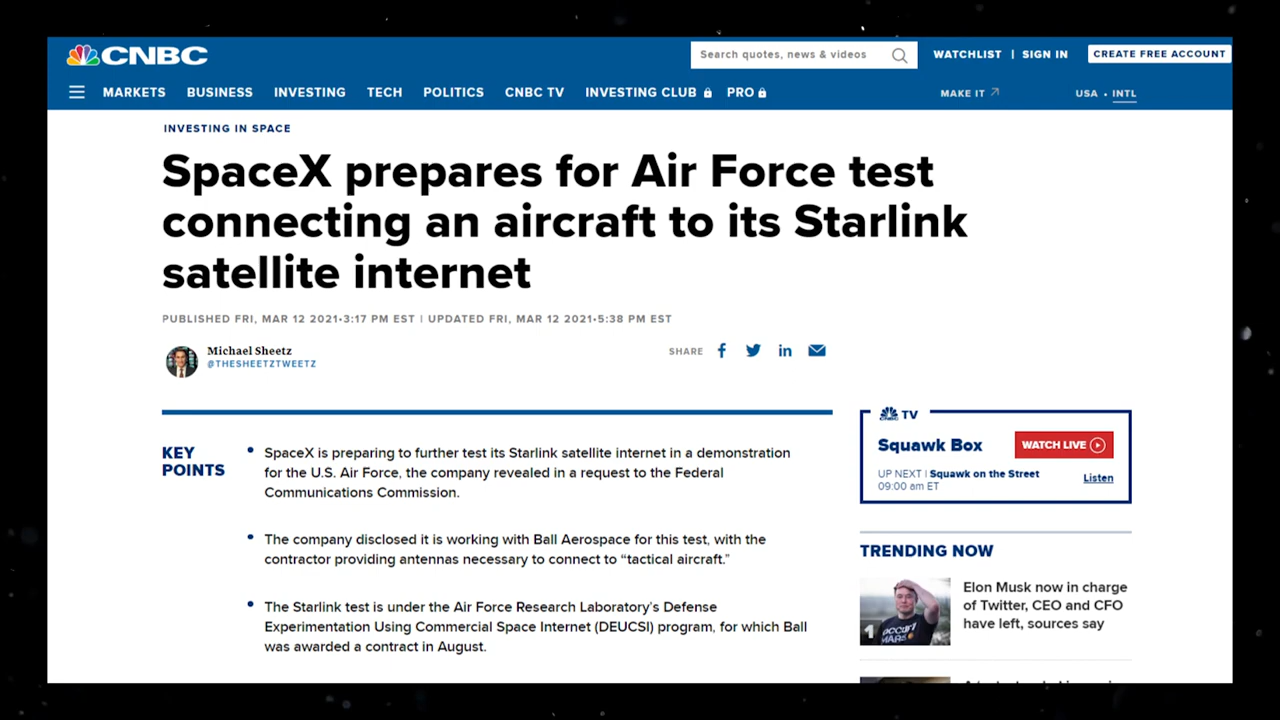 CNBC
Search quotes, news & videos
WATCHLIST | SIGN IN
CREATE FREE ACCOUNT
MARKETS BUSINESS INVESTING TECH POLITICS CNBC TV INVESTING CLUB PRO
MAKE IT
USA • INTL
INVESTING IN SPACE
SpaceX prepares for Air Force test
connecting an aircraft to its Starlink
satellite internet
PUBLISHED FRI, MAR 12 2021•3:17 PM EST | UPDATED FRI, MAR 12 2021•5:38 PM EST
Michael Sheetz
@THESHEETZTWEETZ
SHARE
KEY
POINTS
SpaceX is preparing to further test its Starlink satellite internet in a demonstration
for the U.S. Air Force, the company revealed in a request to the Federal
Communications Commission.
The company disclosed it is working with Ball Aerospace for this test, with the
contractor providing antennas necessary to connect to “tactical aircraft.”
The Starlink test is under the Air Force Research Laboratory’s Defense
Experimentation Using Commercial Space Internet (DEUCSI) program, for which Ball
was awarded a contract in August.
CNBC TV
Squawk Box
WATCH LIVE
UP NEXT | Squawk on the Street
09:00 am ET
Listen
TRENDING NOW
1
OCCUPY
MARS
Elon Musk now in charge
of Twitter, CEO and CFO
have left, sources say